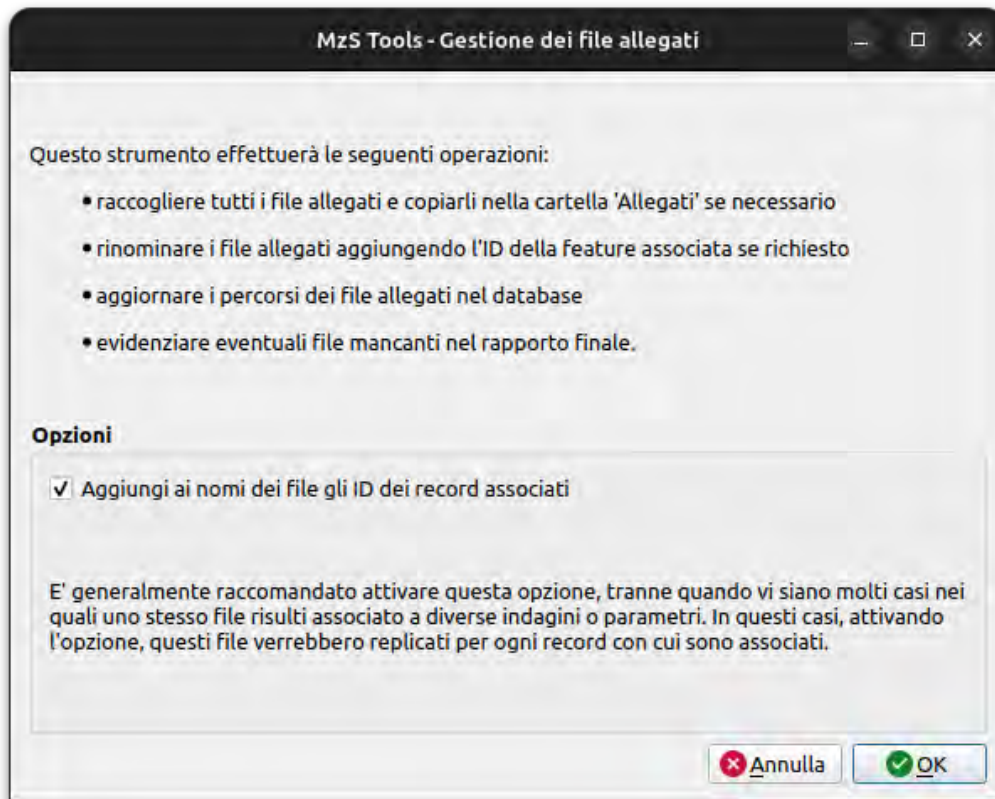 MzS Tools - Gestione dei file allegati
Questo strumento effettuerà le seguenti operazioni:
• raccogliere tutti i file allegati e copiarli nella cartella 'Allegati' se necessario
• rinominare i file allegati aggiungendo l'ID della feature associata se richiesto
• aggiornare i percorsi dei file allegati nel database
• evidenziare eventuali file mancanti nel rapporto finale.
Opzioni
Aggiungi ai nomi dei file gli ID dei record associati
E' generalmente raccomandato attivare questa opzione, tranne quando vi siano molti casi nei
quali uno stesso file risulti associato a diverse indagini o parametri. In questi casi, attivando
l'opzione, questi file verrebbero replicati per ogni record con cui sono associati.
Annulla
OK